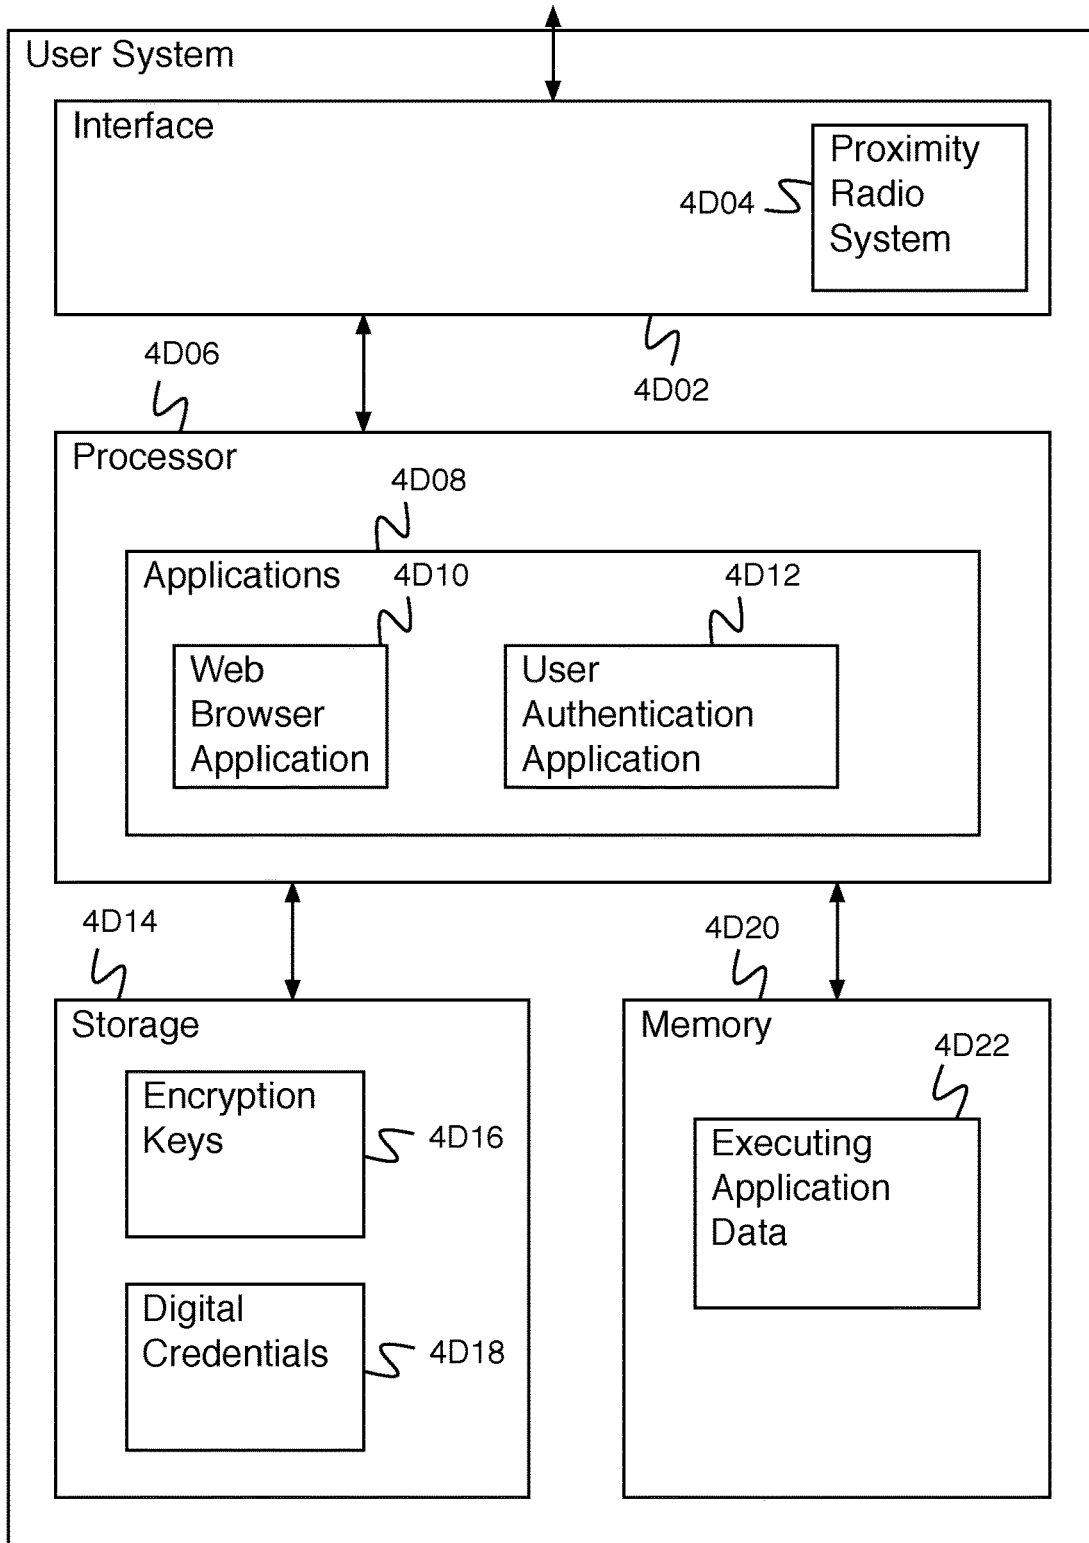 User System
Interface
Proximity
Radio
System
4D04
4D06
4D02
Processor
4D08
Applications
4D10
4D12
Web
Browser
Application
User
Authentication
Application
4D14
4D20
Storage
Encryption
Keys
4D16
Digital
Credentials
4D18
Memory
4D22
Executing
Application
Data